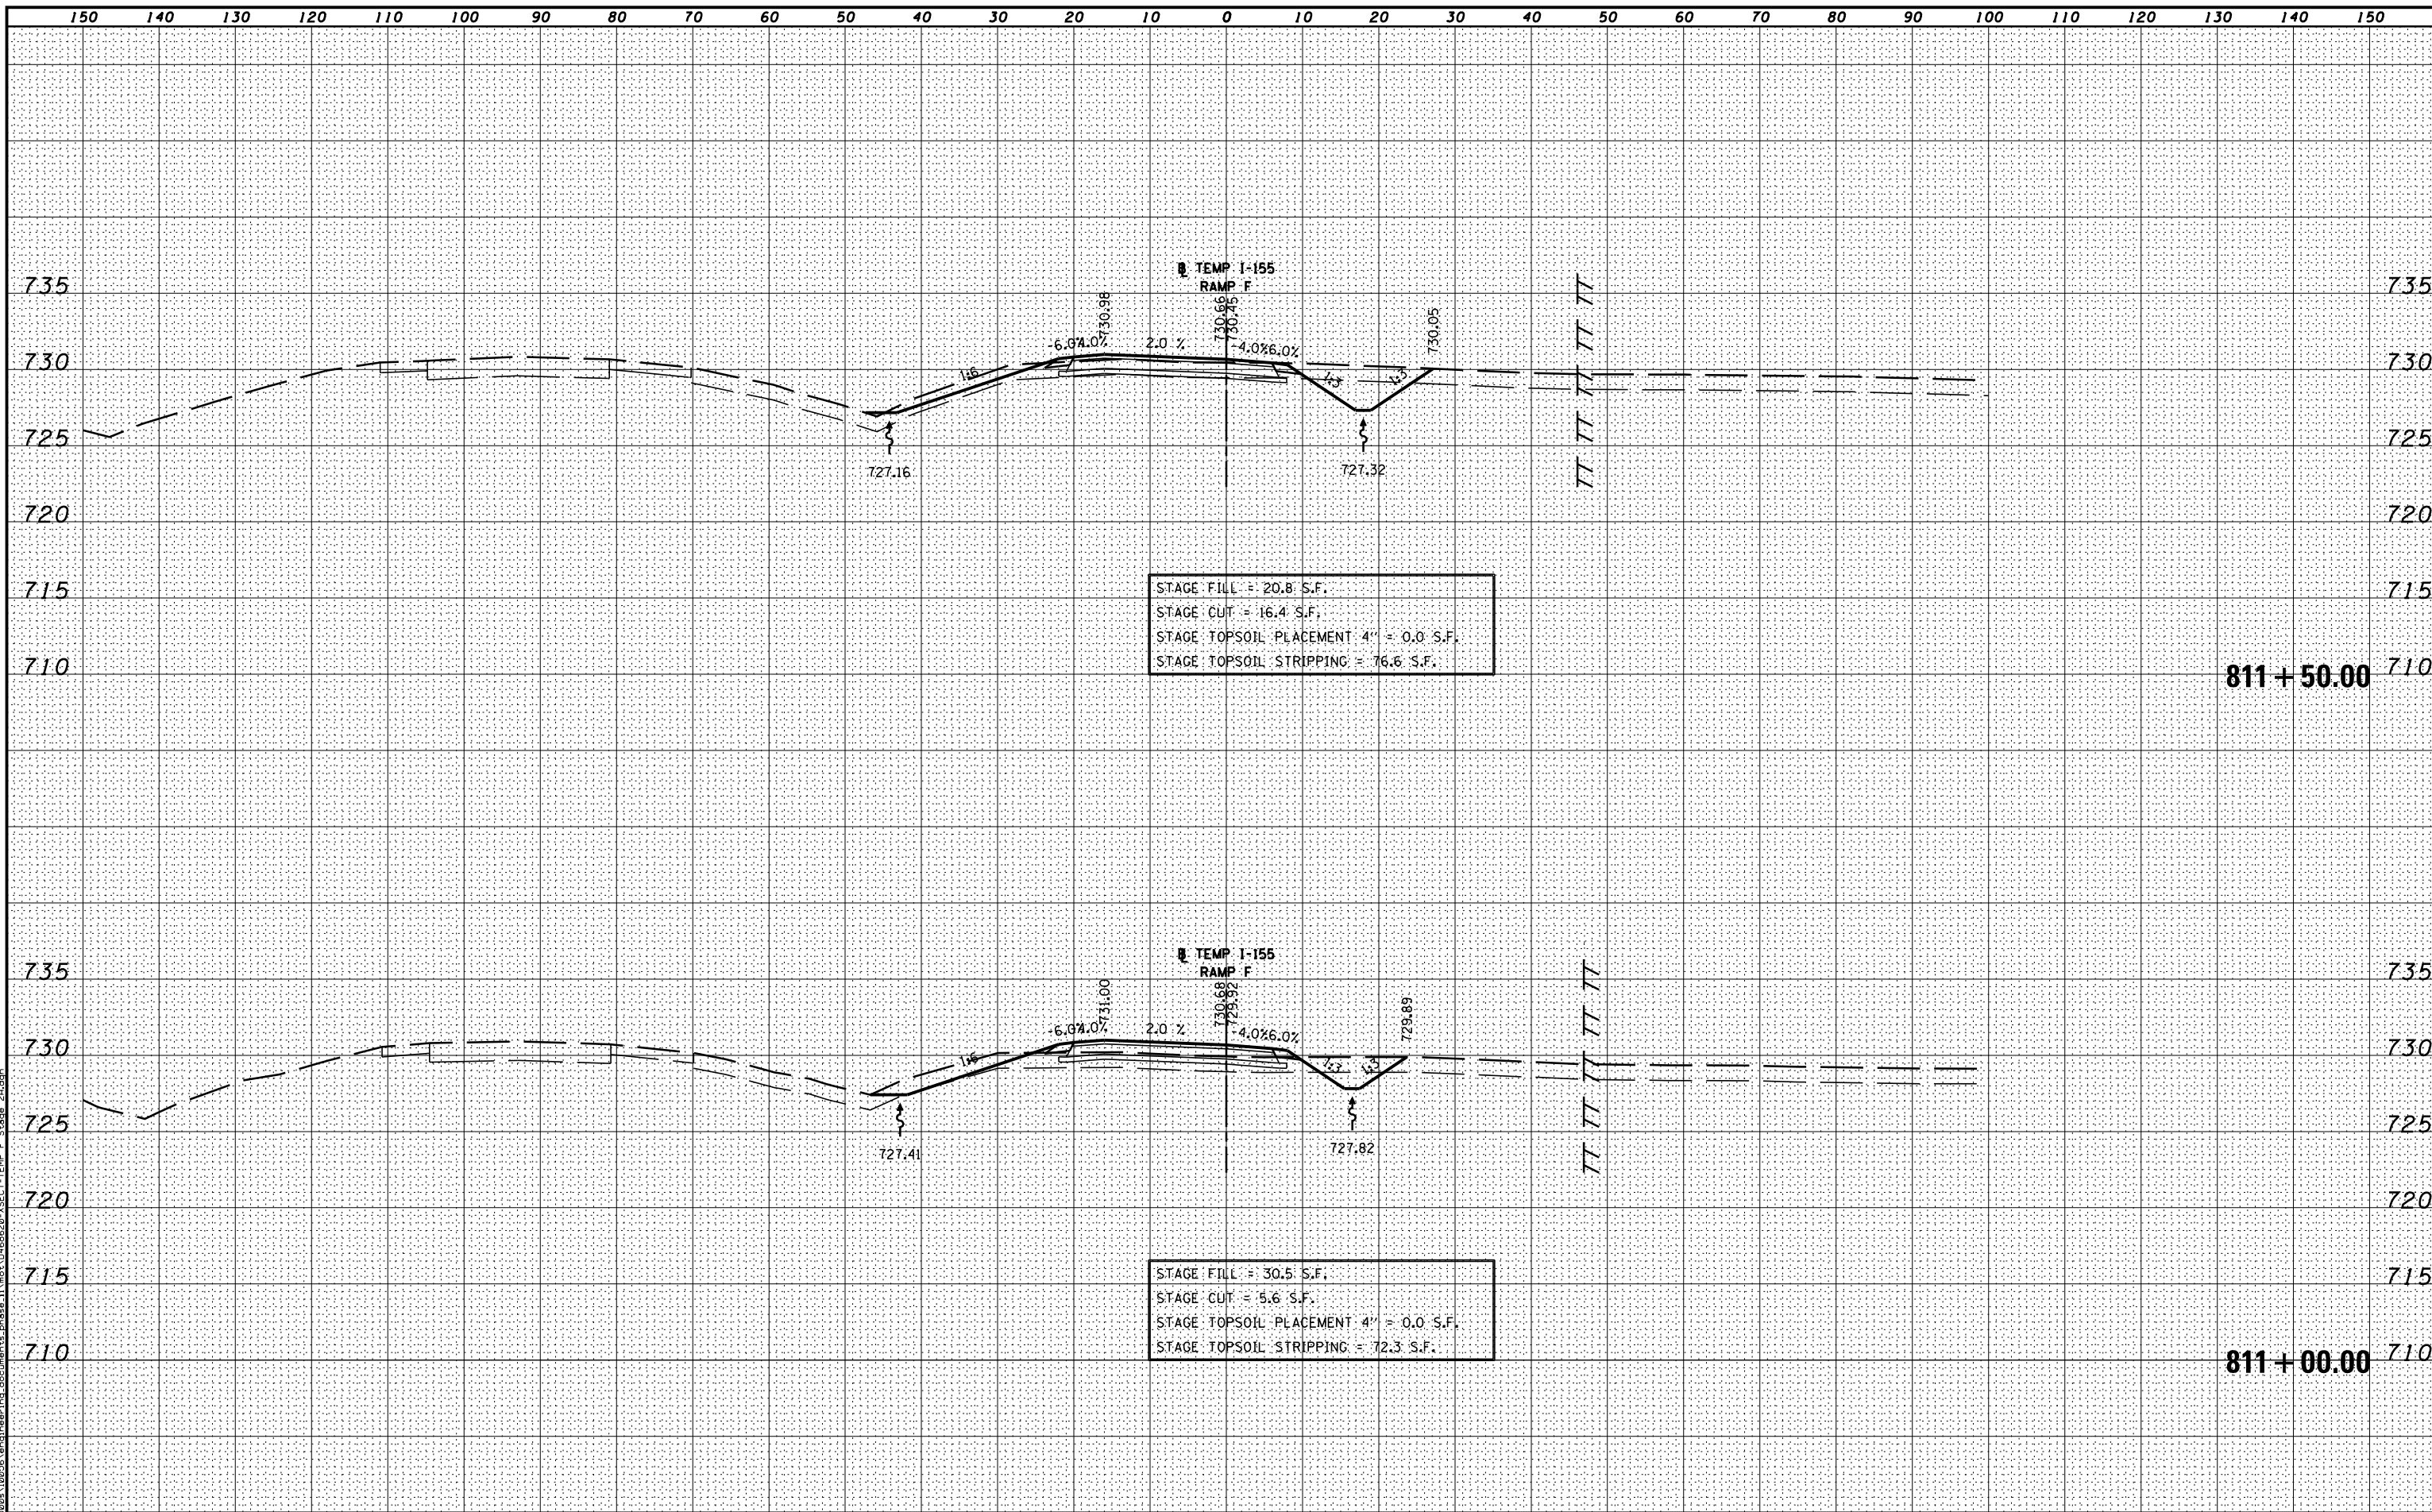 150 140 130 120 110 100 90 80 70 60 50 40 30 20 10 0 10 20 30 40 50 60 70 80 90 100 110 120 130 140 150
TEMP I-155
RAMP F
735 735
730.98
730.66
730.45
730.05
-6.0% 4.0% 2.0 % -4.0% -6.0%
730 730
1:6 1:3 1:3
725 725
727.16 727.32
720 720
STAGE FILL = 20.8 S.F.
715 715
STAGE CUT = 16.4 S.F.
STAGE TOPSOIL PLACEMENT 4" = 0.0 S.F.
STAGE TOPSOIL STRIPPING = 76.6 S.F.
710 710
811 + 50.00
TEMP I-155
RAMP F
735 735
731.00
730.68
729.92
729.89
-6.0% 4.0% 2.0 % -4.0% -6.0%
730 730
1:6 1:3 1:3
725 725
727.41 727.82
720 720
STAGE FILL = 30.5 S.F.
715 715
STAGE CUT = 5.6 S.F.
STAGE TOPSOIL PLACEMENT 4" = 0.0 S.F.
STAGE TOPSOIL STRIPPING = 72.3 S.F.
710 710
811 + 00.00